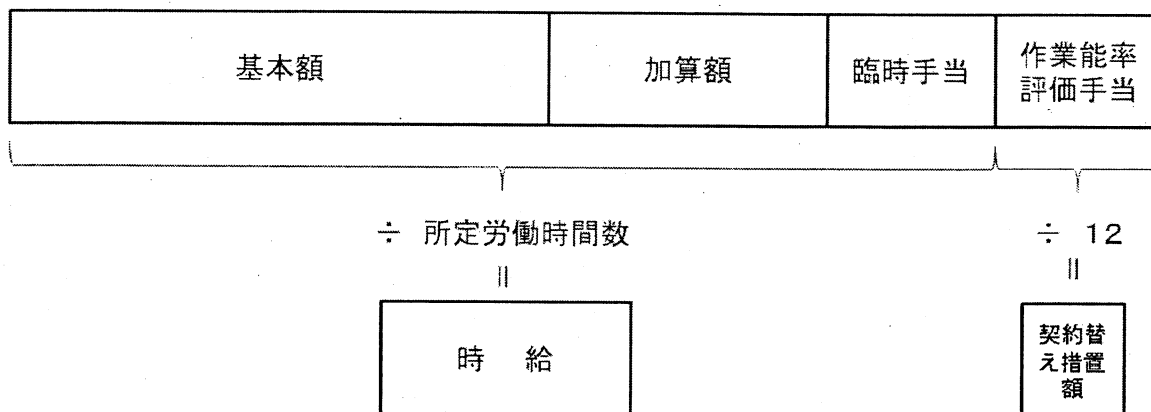 基本額
加算額
臨時手当
作業能率
評価手当
÷ 所定労働時間数
÷ 12
=
=
時 給
契約替
え措置
額